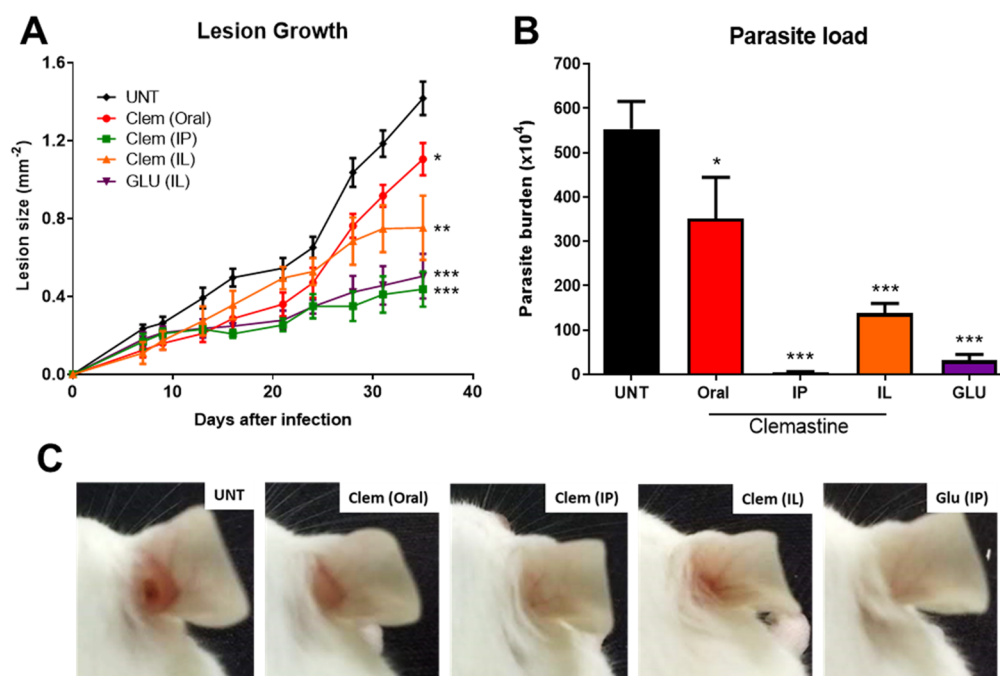 A
Lesion Growth
Lesion size (mm-2)
1.6
1.2
0.8
0.4
0.0
UNT
Clem (Oral)
Clem (IP)
Clem (IL)
GLU (IL)
*
**
***
***
0 10 20 30 40
Days after infection
B
Parasite load
Parasite burden (x10⁴)
700
600
500
400
300
200
100
0
*
***
***
***
UNT Oral IP IL GLU
Clemastine
C
UNT
Clem (Oral)
Clem (IP)
Clem (IL)
Glu (IP)